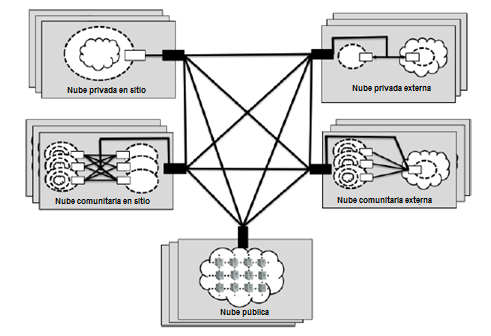 Nube privada en sitio
Nube privada externa
Nube comunitaria en sitio
Nube comunitaria externa
Nube pública